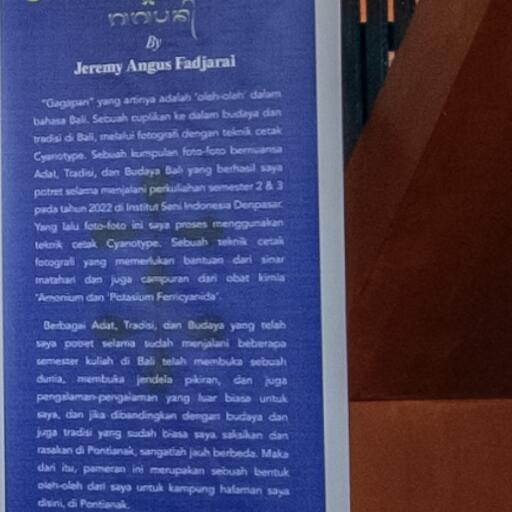 By
Jeremy Angus Fadjarai
"Gagapan" yang artinya adalah 'oleh-oleh' dalam
bahasa Bali. Sebuah cuplikan ke dalam budaya dan
tradisi di Bali, melalui fotografi dengan teknik cetak
Cyanotype. Sebuah kumpulan foto-foto bernuansa
Adat, Tradisi, dan Budaya Bali yang berhasil saya
potret selama menjalani perkuliahan semester 2 & 3
pada tahun 2022 di Institut Seni Indonesia Denpasar.
Yang lalu foto-foto ini saya proses menggunakan
teknik cetak Cyanotype. Sebuah teknik cetak
fotografi yang memerlukan bantuan dari sinar
matahari dan juga campuran dari obat kimia
'Amonium dan 'Potasium Ferricyanida'.
Berbagai Adat, Tradisi, dan Budaya yang telah
saya potret selama sudah menjalani beberapa
semester kuliah di Bali telah membuka sebuah
dunia, membuka jendela pikiran, dan juga
pengalaman-pengalaman yang luar biasa untuk
saya, dan jika dibandingkan dengan budaya dan
juga tradisi yang sudah biasa saya saksikan dan
rasakan di Pontianak, sangatlah jauh berbeda. Maka
dari itu, pameran ini merupakan sebuah bentuk
oleh-oleh dari saya untuk kampung halaman saya
disini, di Pontianak.